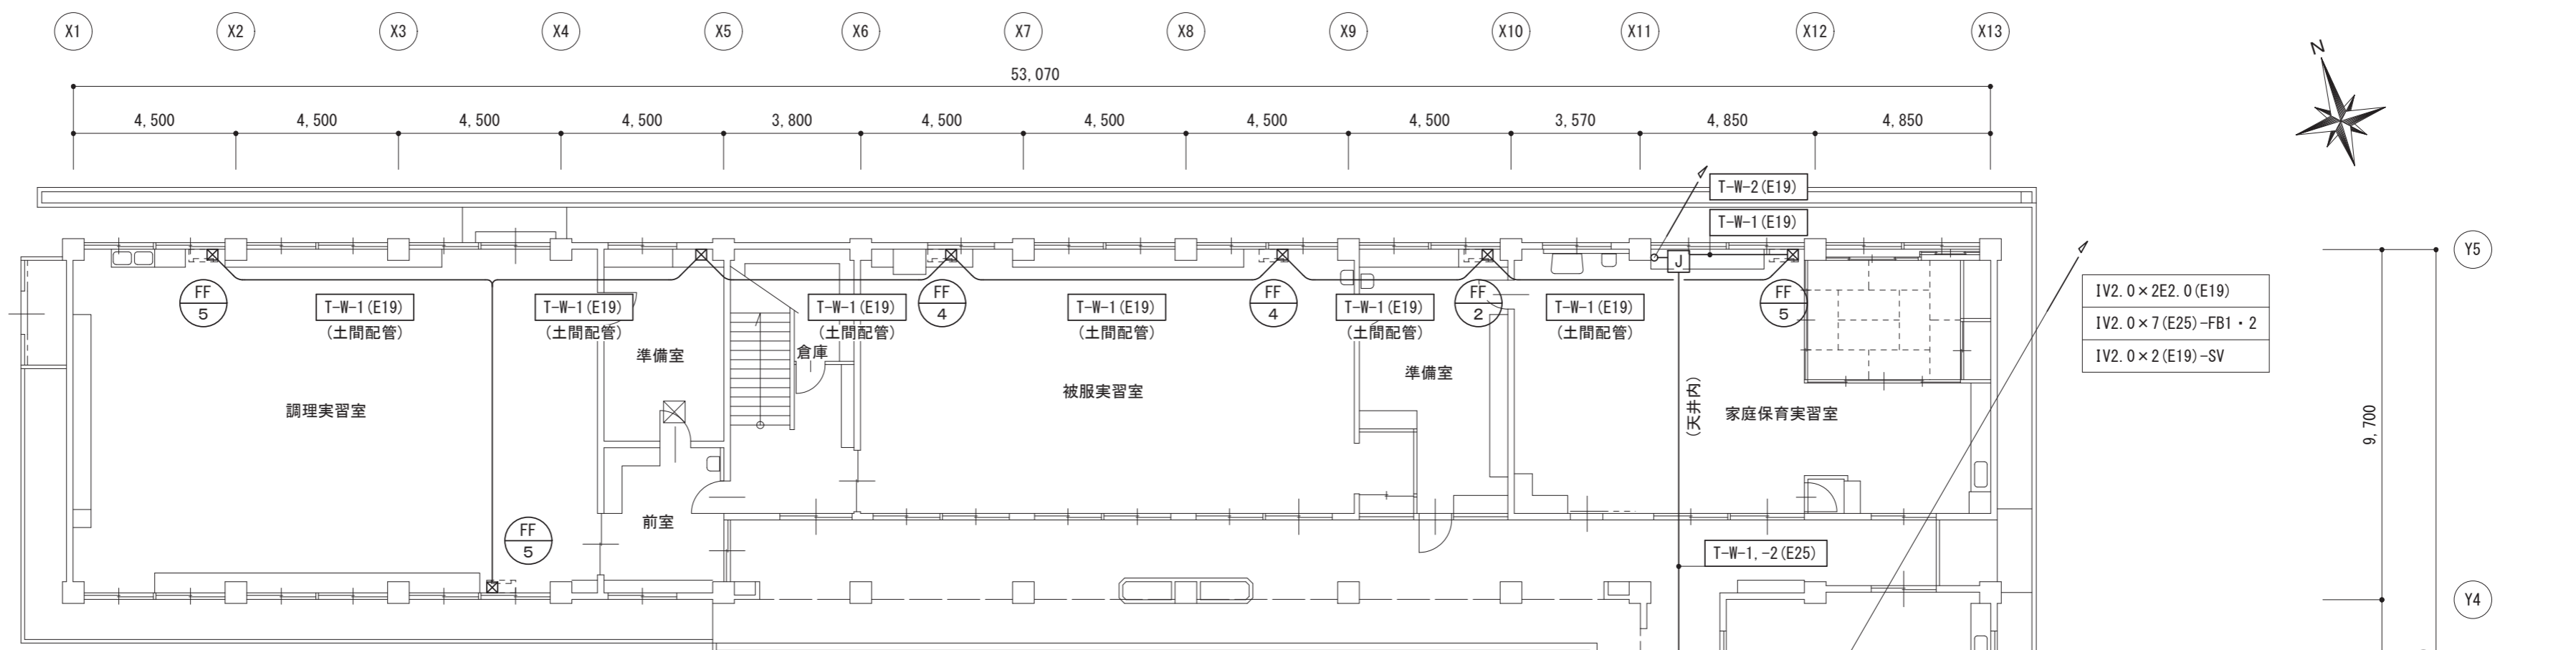 X1 X2 X3 X4 X5 X6 X7 X8 X9 X10 X11 X12 X13
N
53,070
4,500 4,500 4,500 4,500 3,800 4,500 4,500 4,500 4,500 3,570 4,850 4,850
T-W-2(E19)
T-W-1(E19)
Y5
J
FF
5
T-W-1(E19)
(土間配管)
T-W-1(E19)
(土間配管)
T-W-1(E19)
(土間配管)
FF
4
T-W-1(E19)
(土間配管)
FF
4
T-W-1(E19)
(土間配管)
FF
2
T-W-1(E19)
(土間配管)
FF
5
IV2.0×2E2.0(E19)
IV2.0×7(E25)-FB1・2
IV2.0×2(E19)-SV
準備室
倉庫
調理実習室
被服実習室
準備室
(天井内)
家庭保育実習室
9,700
前室
FF
5
T-W-1,-2(E25)
Y4